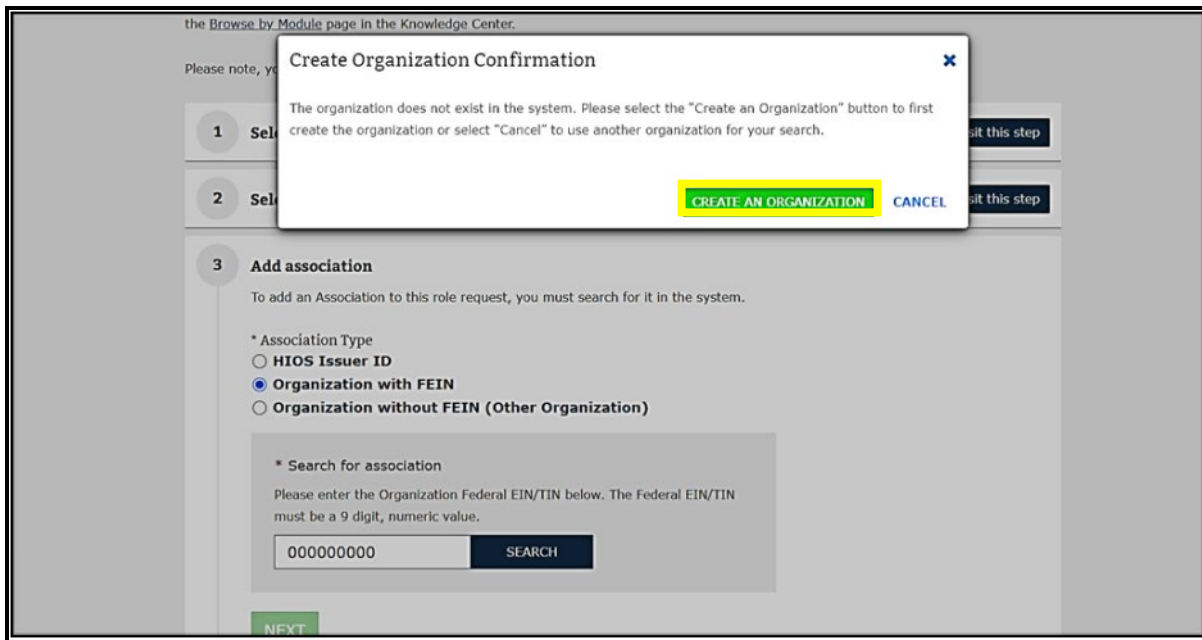 the Browse by Module page in the Knowledge Center.
Please note, yo
Create Organization Confirmation
The organization does not exist in the system. Please select the "Create an Organization" button to first
create the organization or select "Cancel" to use another organization for your search.
CREATE AN ORGANIZATION CANCEL
1 Sel sit this step
2 Sel sit this step
3 Add association
To add an Association to this role request, you must search for it in the system.
* Association Type
HIOS Issuer ID
Organization with FEIN
Organization without FEIN (Other Organization)
* Search for association
Please enter the Organization Federal EIN/TIN below. The Federal EIN/TIN
must be a 9 digit, numeric value.
000000000 SEARCH
NEXT